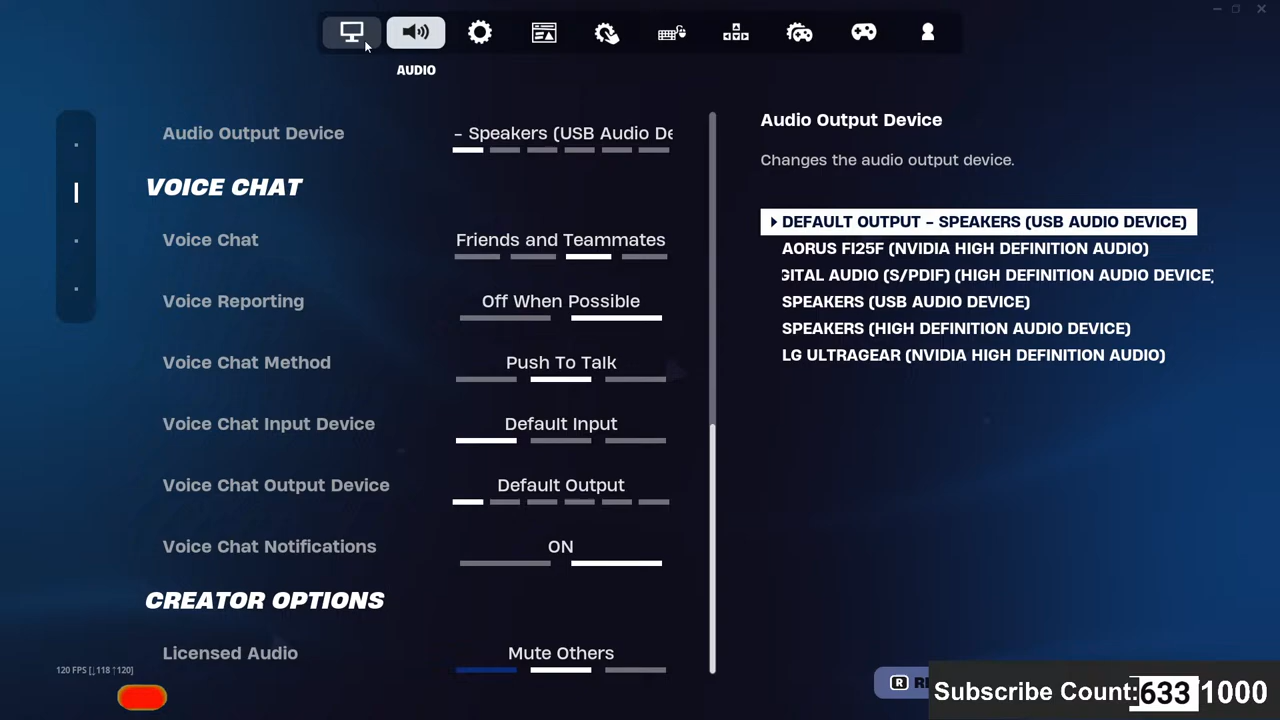 AUDIO
Audio Output Device
- Speakers (USB Audio De
VOICE CHAT
Voice Chat
Friends and Teammates
Voice Reporting
Off When Possible
Voice Chat Method
Push To Talk
Voice Chat Input Device
Default Input
Voice Chat Output Device
Default Output
Voice Chat Notifications
ON
CREATOR OPTIONS
Licensed Audio
Mute Others
120 FPS [↓118 ↑120]
Audio Output Device
Changes the audio output device.
DEFAULT OUTPUT - SPEAKERS (USB AUDIO DEVICE)
AORUS FI25F (NVIDIA HIGH DEFINITION AUDIO)
GITAL AUDIO (S/PDIF) (HIGH DEFINITION AUDIO DEVICE)
SPEAKERS (USB AUDIO DEVICE)
SPEAKERS (HIGH DEFINITION AUDIO DEVICE)
LG ULTRAGEAR (NVIDIA HIGH DEFINITION AUDIO)
R
Subscribe Count: 633/1000